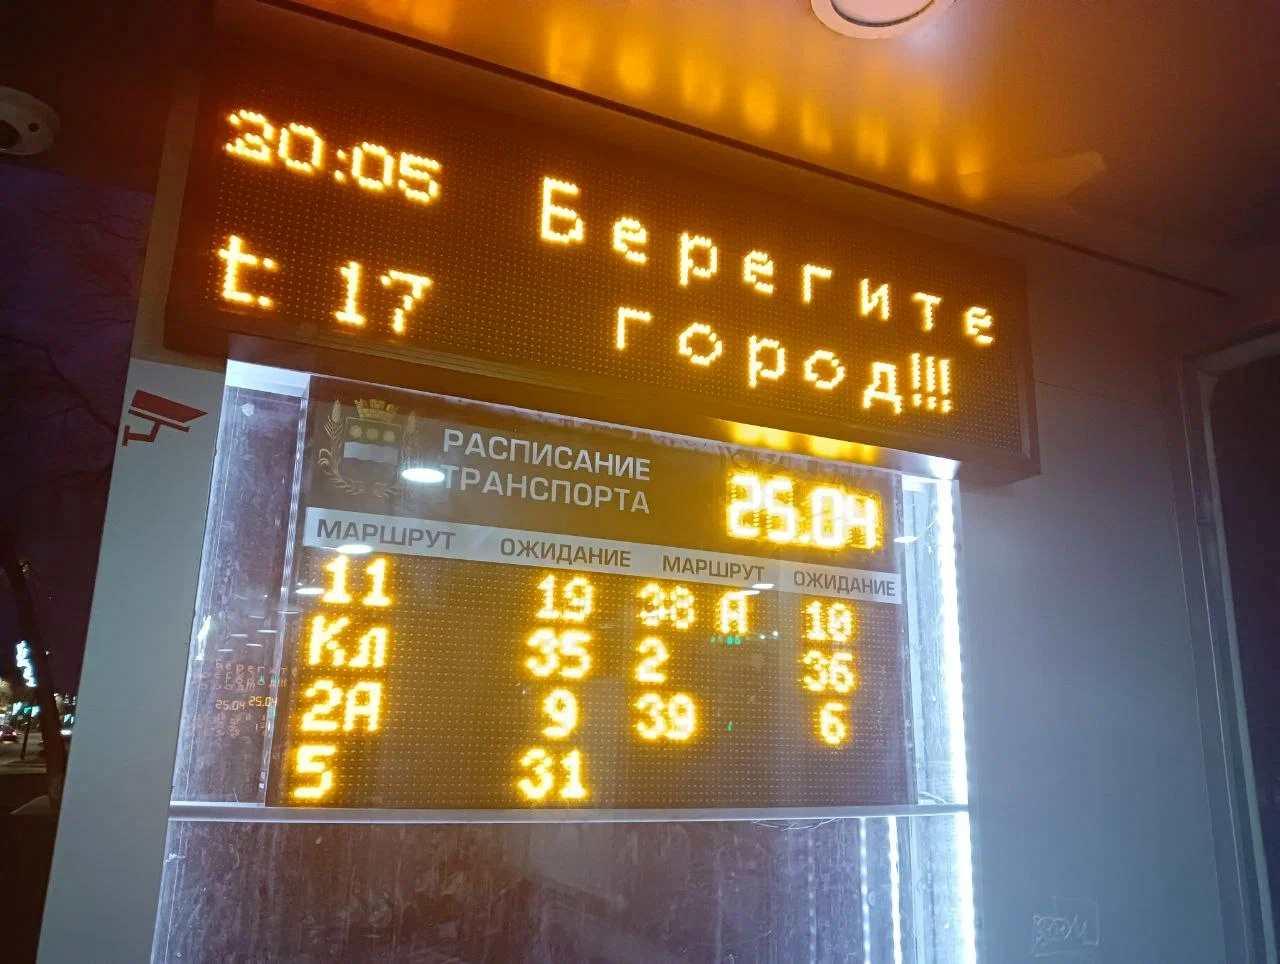 20:05
Берегите
t: 17
город!!!
РАСПИСАНИЕ
ТРАНСПОРТА
25.04
МАРШРУТ ОЖИДАНИЕ МАРШРУТ ОЖИДАНИЕ
11 19 38 А 10
КЛ 35 2 36
2А 9 39 6
5 31